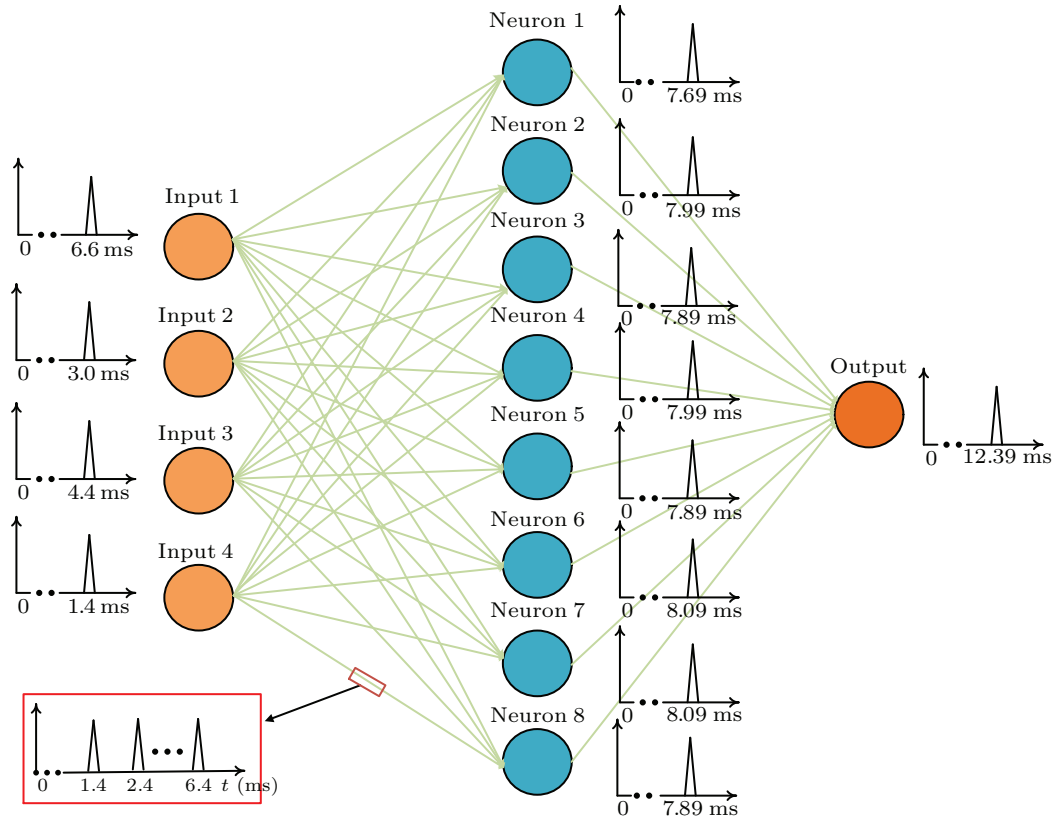 Neuron 1
0
7.69 ms
Neuron 2
0
7.99 ms
Neuron 3
0
7.89 ms
Neuron 4
0
7.99 ms
Neuron 5
0
7.89 ms
Neuron 6
0
8.09 ms
Neuron 7
0
8.09 ms
Neuron 8
0
7.89 ms
Input 1
0
6.6 ms
Input 2
0
3.0 ms
Input 3
0
4.4 ms
Input 4
0
1.4 ms
Output
0
12.39 ms
0 1.4 2.4 6.4 t (ms)